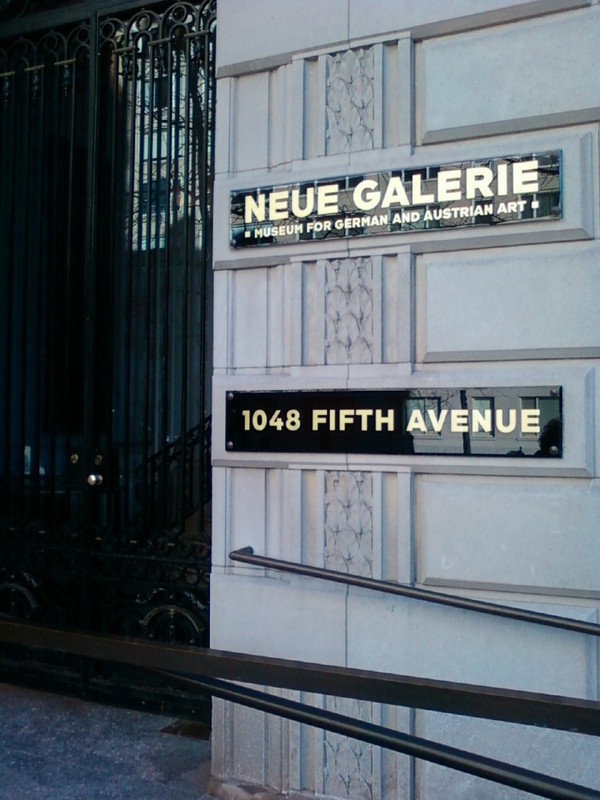 NEUE GALERIE
▪ MUSEUM FOR GERMAN AND AUSTRIAN ART ▪
1048 FIFTH AVENUE